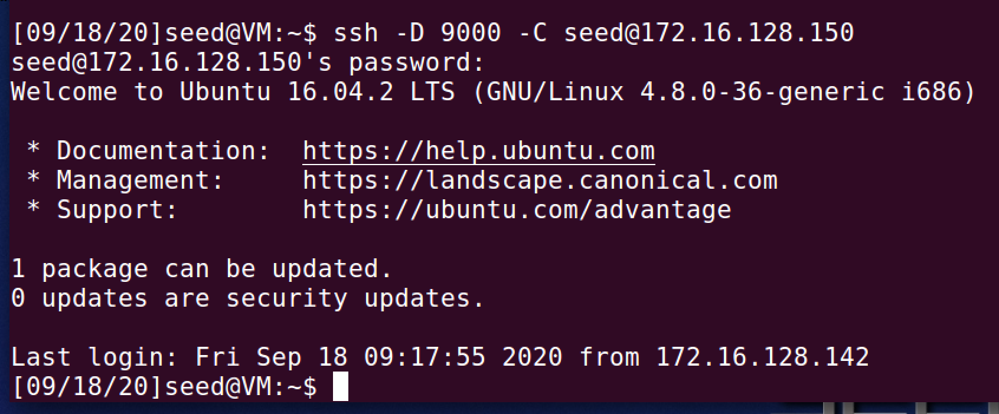 [09/18/20]seed@VM:~$ ssh -D 9000 -C seed@172.16.128.150
seed@172.16.128.150's password:
Welcome to Ubuntu 16.04.2 LTS (GNU/Linux 4.8.0-36-generic i686)
* Documentation:  https://help.ubuntu.com
* Management:     https://landscape.canonical.com
* Support:        https://ubuntu.com/advantage
1 package can be updated.
0 updates are security updates.
Last login: Fri Sep 18 09:17:55 2020 from 172.16.128.142
[09/18/20]seed@VM:~$